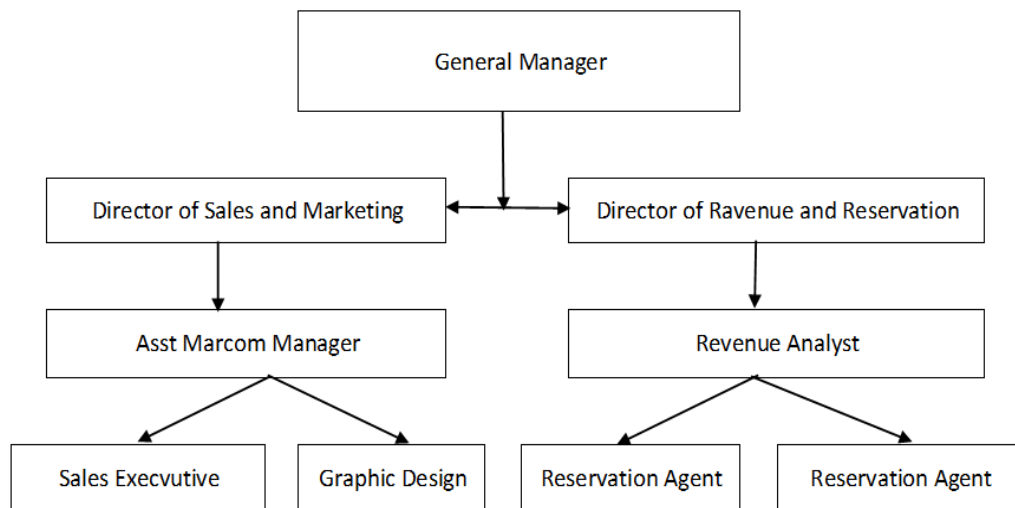 General Manager
Director of Sales and Marketing
Director of Ravenue and Reservation
Asst Marcom Manager
Revenue Analyst
Sales Execvutive
Graphic Design
Reservation Agent
Reservation Agent